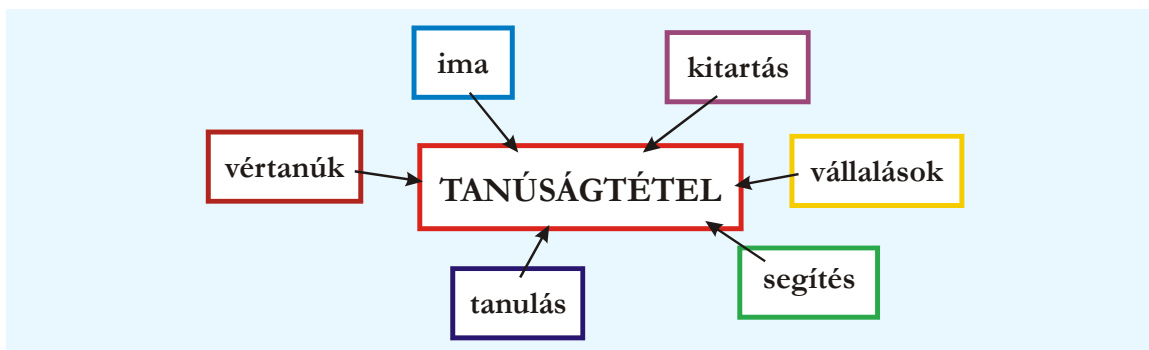 ima
kitartás
vértanúk
TANÚSÁGTÉTEL
vállalások
tanulás
segítés